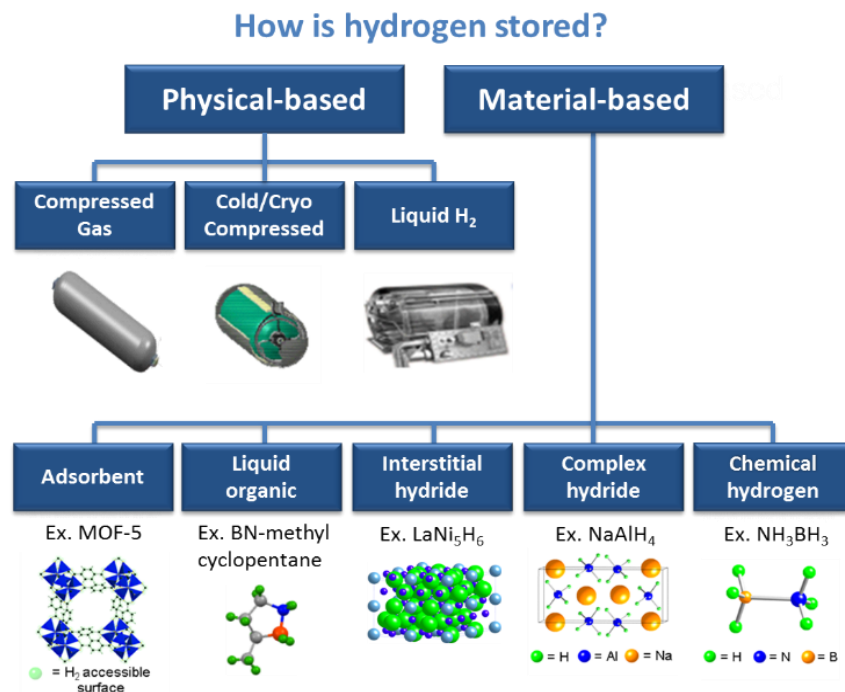 How is hydrogen stored?
Physical-based
Material-based
Compressed
Gas
Cold/Cryo
Compressed
Liquid H₂
Adsorbent
Liquid
organic
Interstitial
hydride
Complex
hydride
Chemical
hydrogen
Ex. MOF-5
Ex. BN-methyl
cyclopentane
Ex. LaNi₅H₆
Ex. NaAlH₄
Ex. NH₃BH₃
= H₂ accessible
surface
= H = Al = Na
= H = N = B